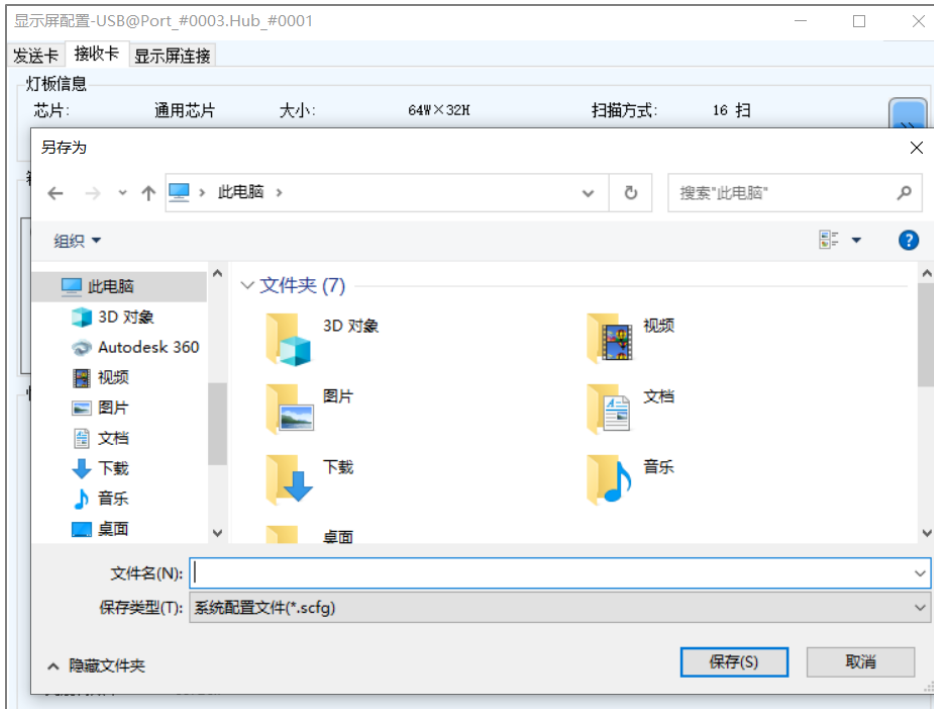 显示屏配置-USB@Port_#0003.Hub_#0001
发送卡 接收卡 显示屏连接
灯板信息
芯片: 通用芯片 大小: 64W×32H 扫描方式: 16 扫
另存为
此电脑
搜索"此电脑"
组织
此电脑
3D 对象
Autodesk 360
视频
图片
文档
下载
音乐
桌面
文件夹 (7)
3D 对象 视频
图片 文档
下载 音乐
桌面
文件名(N):
保存类型(T): 系统配置文件(*.scfg)
隐藏文件夹 保存(S) 取消